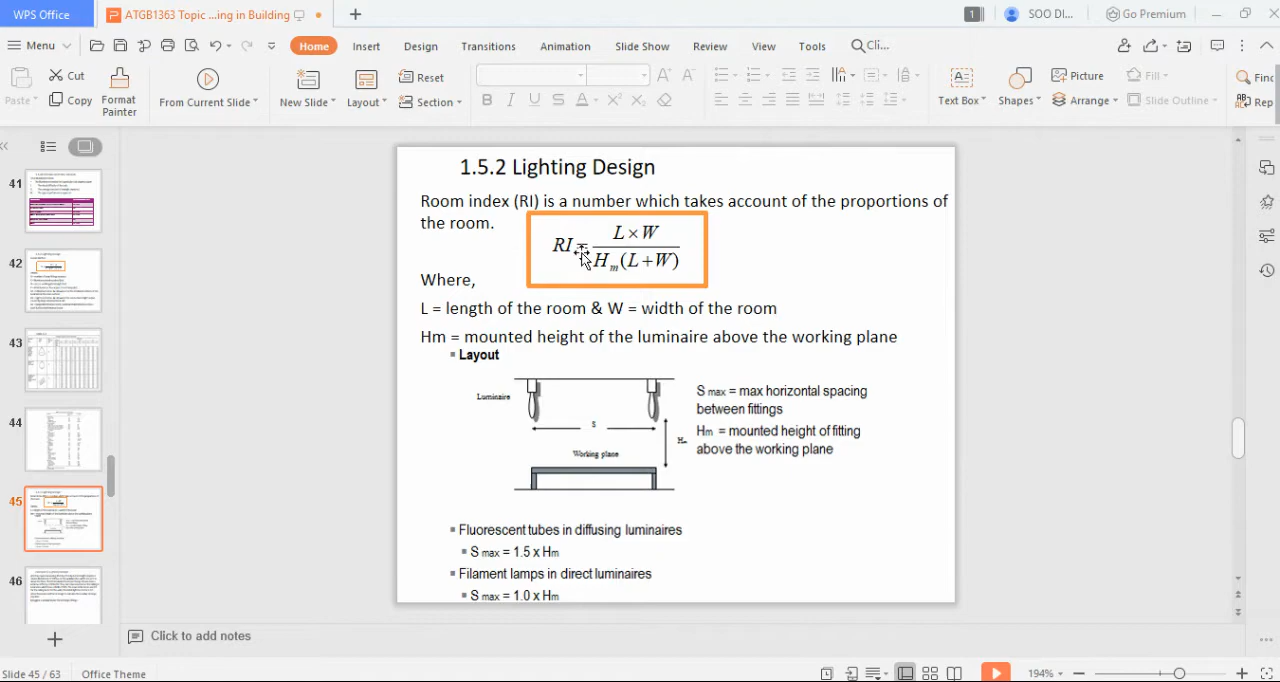 WPS Office
ATGB1363 Topic ...ing in Building
1
SOO DI...
Go Premium
Menu
Home
Insert
Design
Transitions
Animation
Slide Show
Review
View
Tools
Cli...
Paste
Cut
Copy
Format
Painter
From Current Slide
New Slide
Layout
Reset
Section
B I U S A X² X₂
Text Box
Shapes
Picture
Arrange
Fill
Slide Outline
Find
Rep
41
42
43
44
45
46
1.5.2 Lighting Design
Room index (RI) is a number which takes account of the proportions of
the room.
RI = L × W / Hm (L + W)
Where,
L = length of the room & W = width of the room
Hm = mounted height of the luminaire above the working plane
▪ Layout
Luminaire
S
Hm
Working plane
S max = max horizontal spacing
between fittings
Hm = mounted height of fitting
above the working plane
▪ Fluorescent tubes in diffusing luminaires
▪ S max = 1.5 x Hm
▪ Filament lamps in direct luminaires
▪ S max = 1.0 x Hm
Click to add notes
Slide 45 / 63
Office Theme
194%